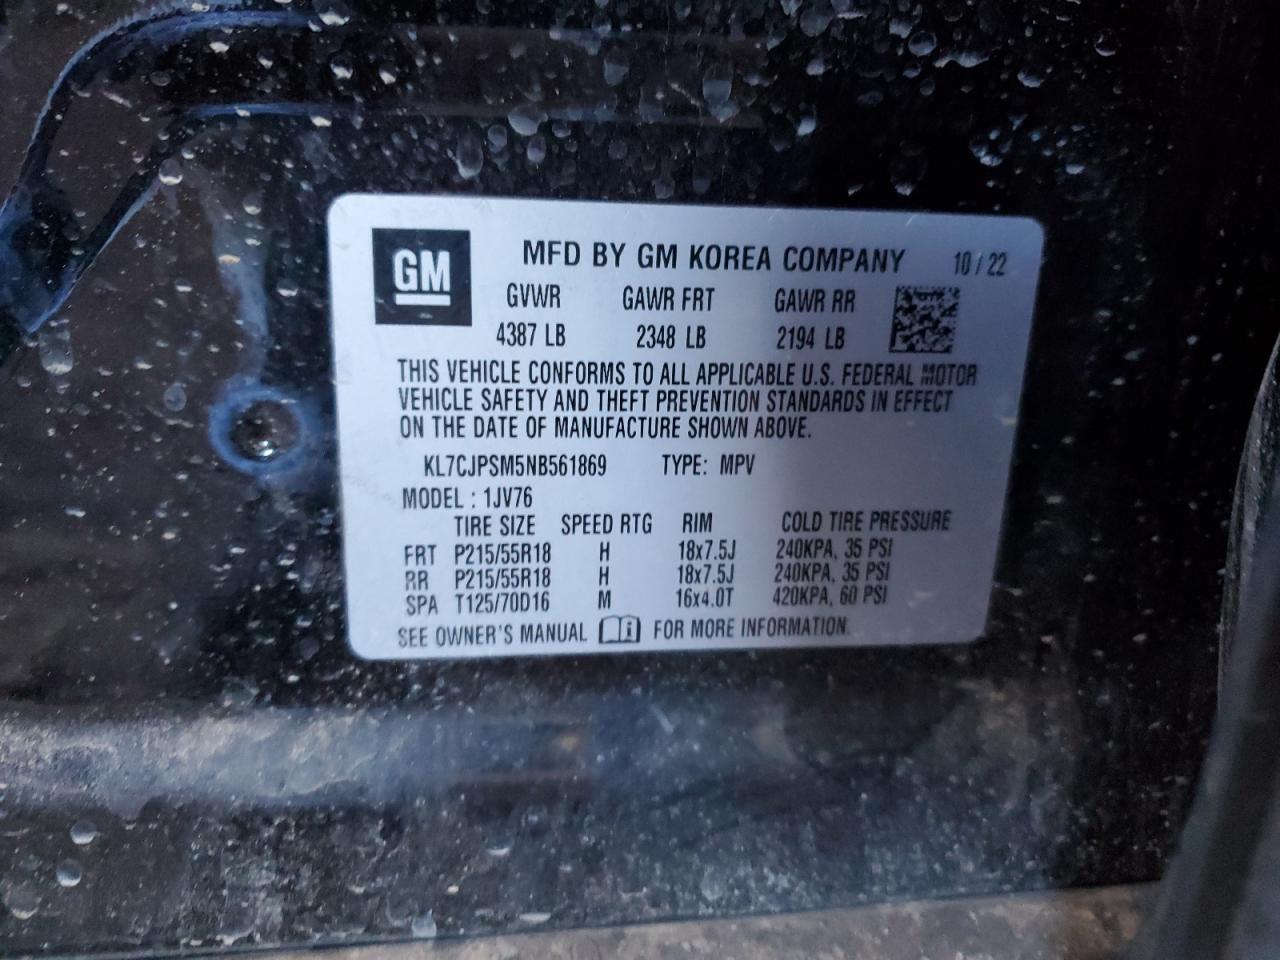 GM
MFD BY GM KOREA COMPANY 10/22
GVWR GAWR FRT GAWR RR
4387 LB 2348 LB 2194 LB
THIS VEHICLE CONFORMS TO ALL APPLICABLE U.S. FEDERAL MOTOR
VEHICLE SAFETY AND THEFT PREVENTION STANDARDS IN EFFECT
ON THE DATE OF MANUFACTURE SHOWN ABOVE.
KL7CJPSM5NB561869 TYPE: MPV
MODEL : 1JV76
TIRE SIZE SPEED RTG RIM COLD TIRE PRESSURE
FRT P215/55R18 H 18x7.5J 240KPA, 35 PSI
RR P215/55R18 H 18x7.5J 240KPA, 35 PSI
SPA T125/70D16 M 16x4.0T 420KPA, 60 PSI
SEE OWNER'S MANUAL i FOR MORE INFORMATION.